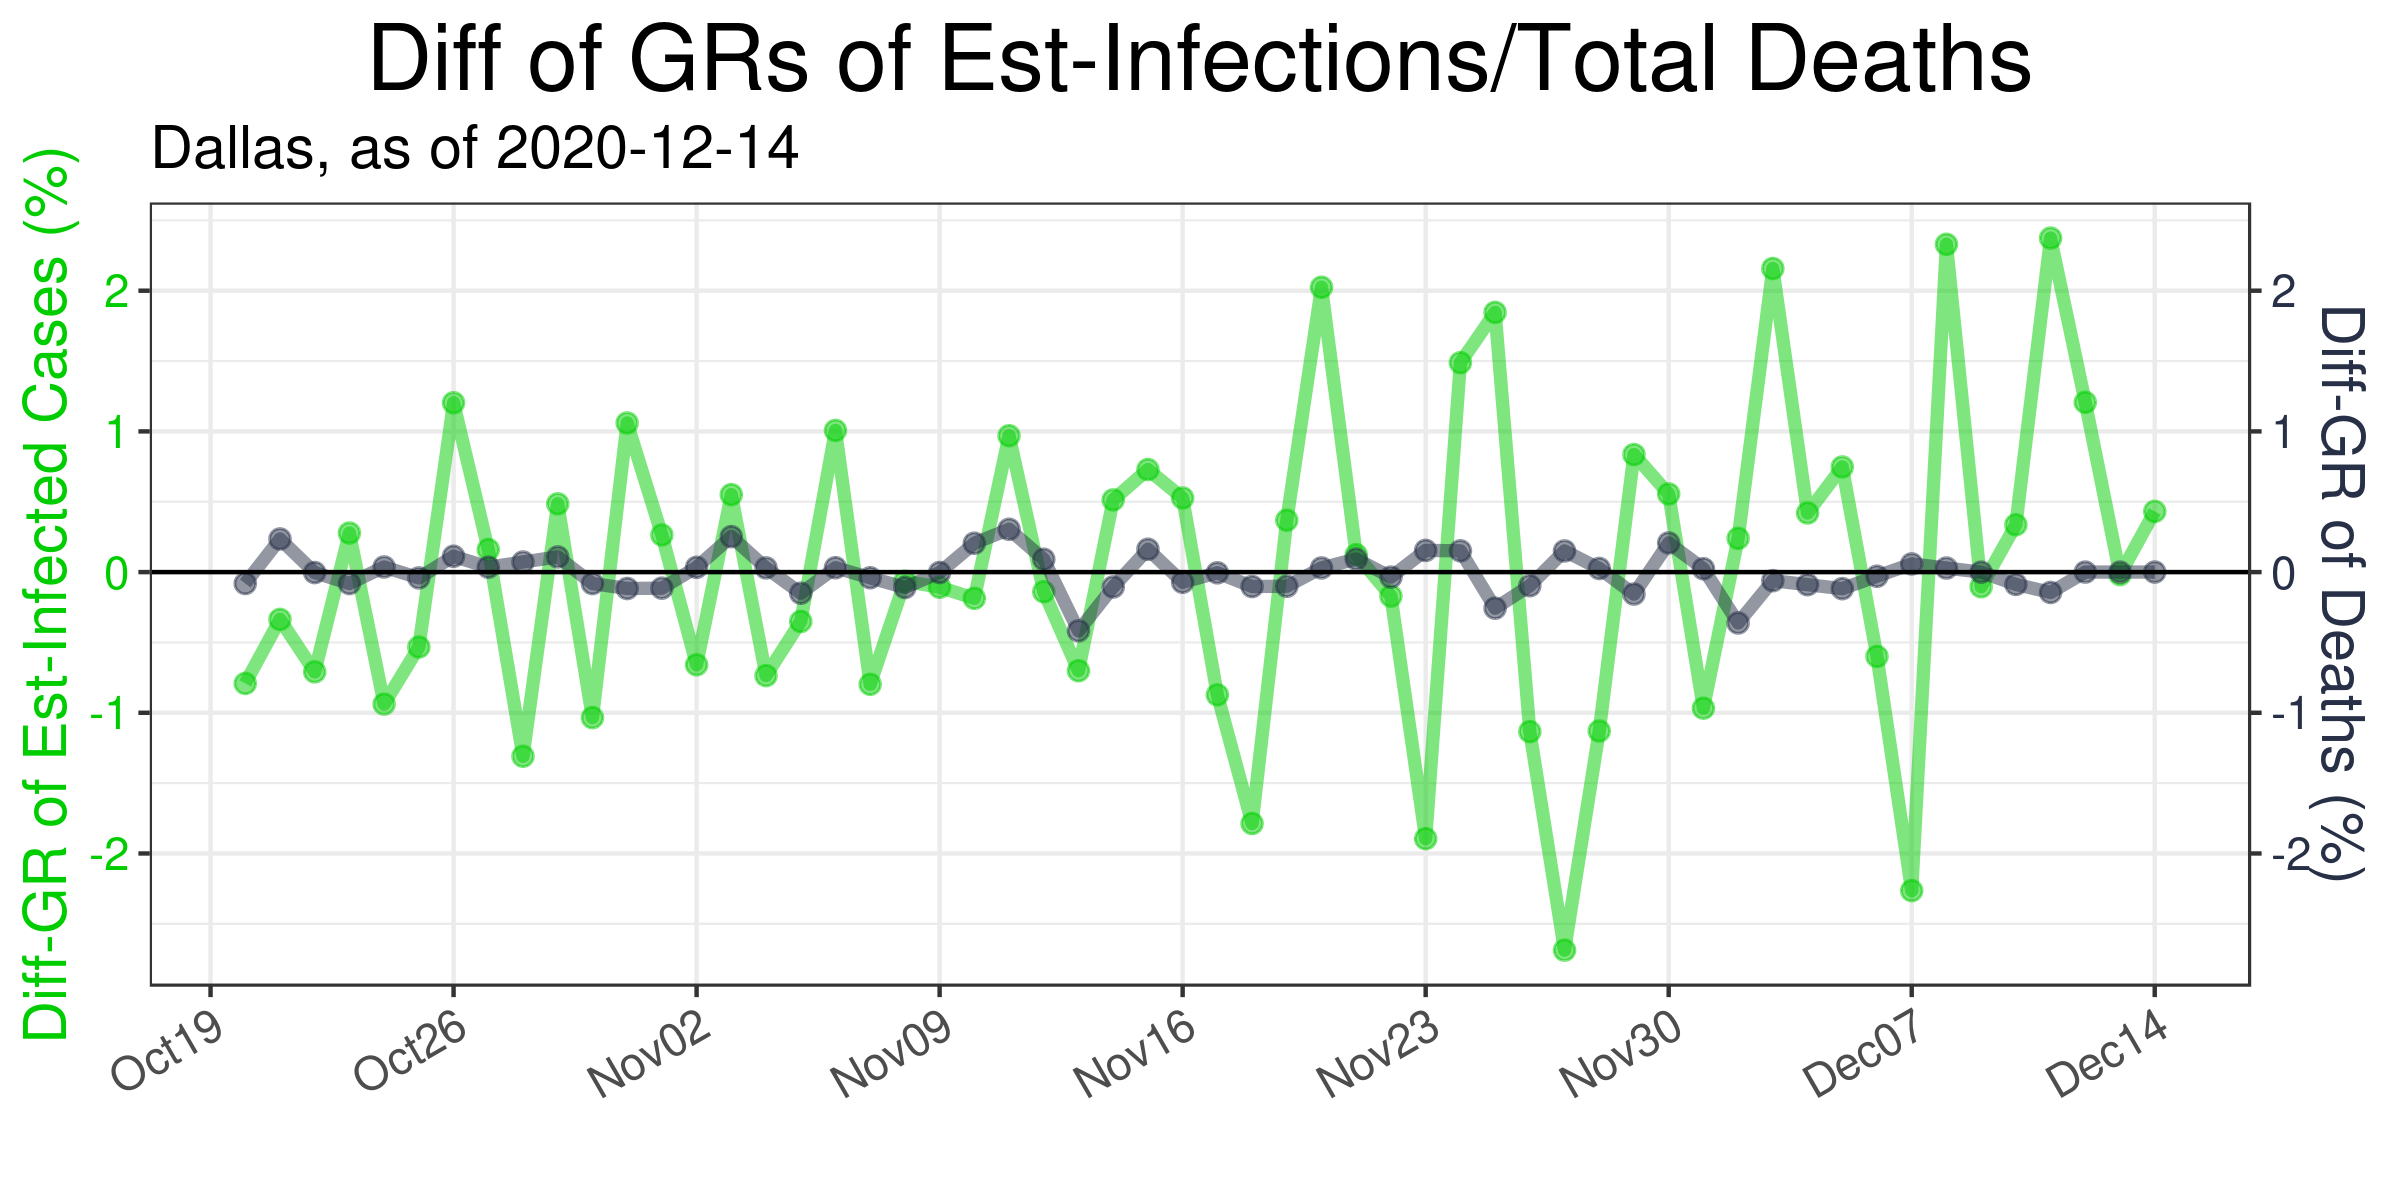 Diff of GRs of Est-Infections/Total Deaths
Dallas, as of 2020-12-14
Diff-GR of Est-Infected Cases (%)
2
1
0
-1
-2
2
1
0
-1
-2
Diff-GR of Deaths (%)
Oct19
Oct26
Nov02
Nov09
Nov16
Nov23
Nov30
Dec07
Dec14